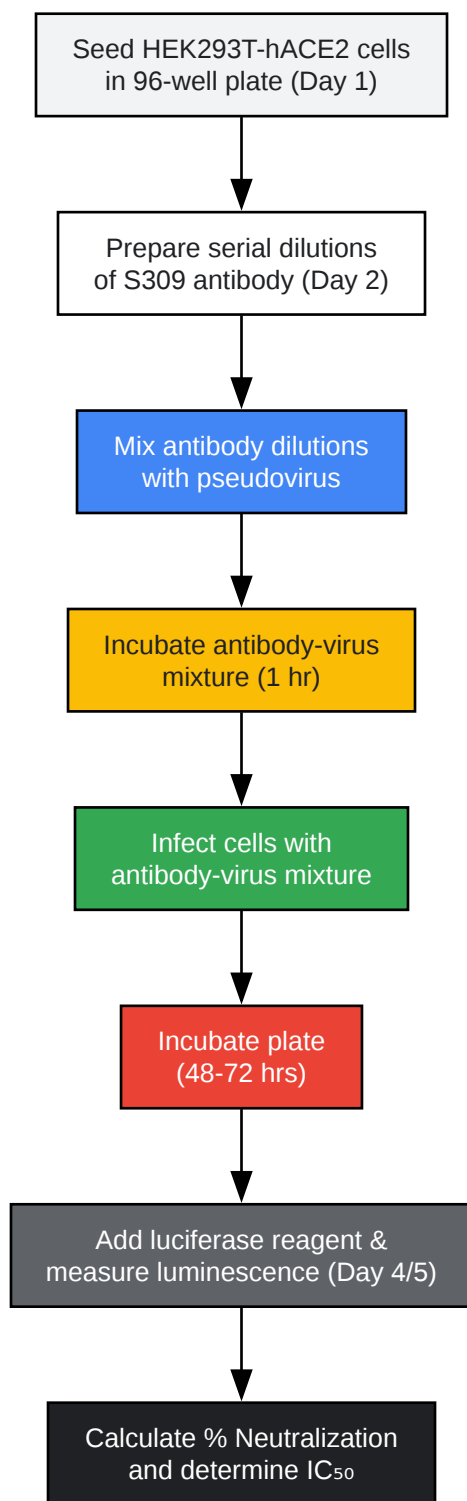 Seed HEK293T-hACE2 cells
in 96-well plate (Day 1)
Prepare serial dilutions
of S309 antibody (Day 2)
Mix antibody dilutions
with pseudovirus
Incubate antibody-virus
mixture (1 hr)
Infect cells with
antibody-virus mixture
Incubate plate
(48-72 hrs)
Add luciferase reagent &
measure luminescence (Day 4/5)
Calculate % Neutralization
and determine IC₅₀